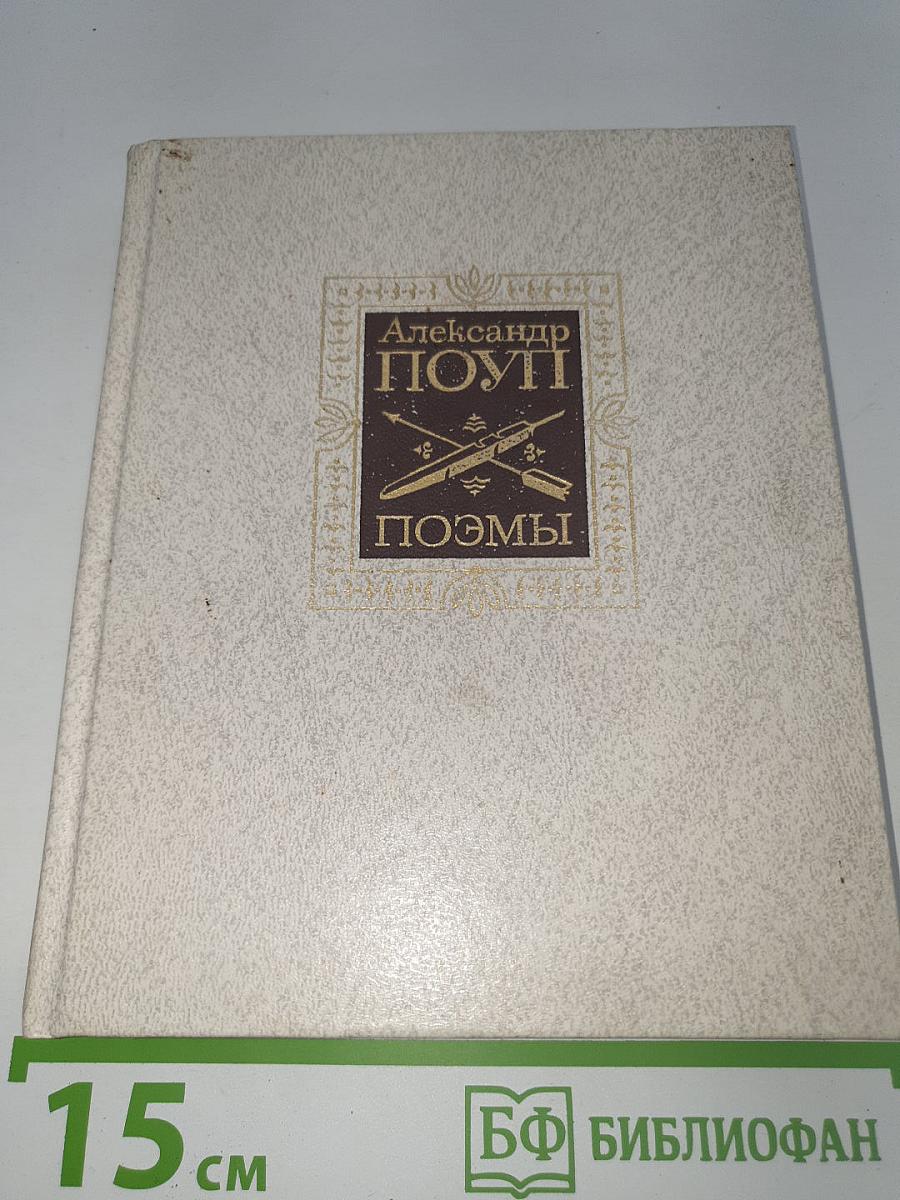 Александр
ПОУП
ПОЭМЫ
15 см
БФ БИБЛИОФАН